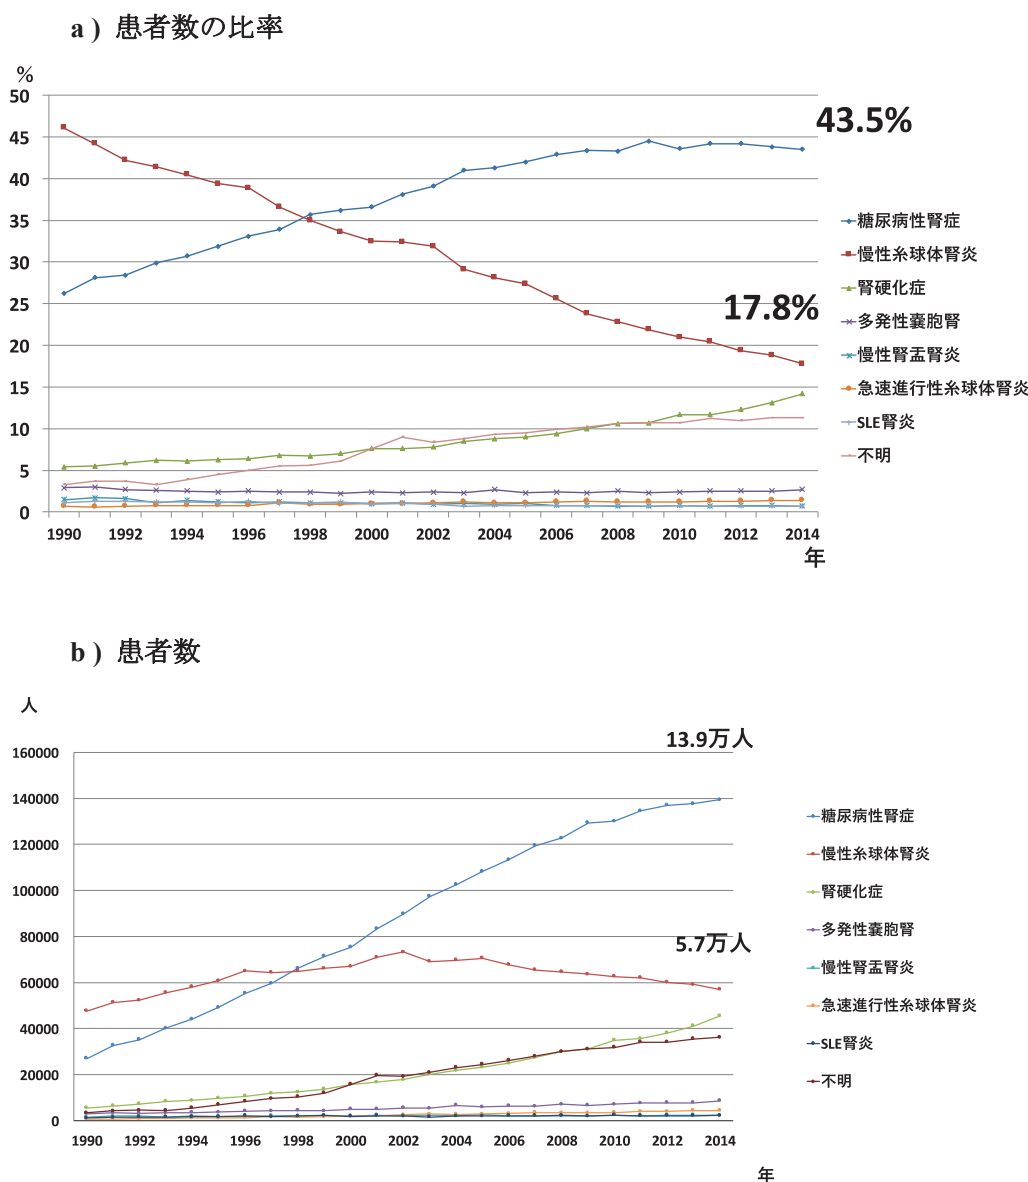 a ) 患者数の比率
%
50
45
40
35
30
25
20
15
10
5
0
43.5%
17.8%
糖尿病性腎症
慢性糸球体腎炎
腎硬化症
多発性嚢胞腎
慢性腎盂腎炎
急速進行性糸球体腎炎
SLE腎炎
不明
1990 1992 1994 1996 1998 2000 2002 2004 2006 2008 2010 2012 2014
年
b ) 患者数
人
160000
140000
120000
100000
80000
60000
40000
20000
0
13.9万人
5.7万人
糖尿病性腎症
慢性糸球体腎炎
腎硬化症
多発性嚢胞腎
慢性腎盂腎炎
急速進行性糸球体腎炎
SLE腎炎
不明
1990 1992 1994 1996 1998 2000 2002 2004 2006 2008 2010 2012 2014
年